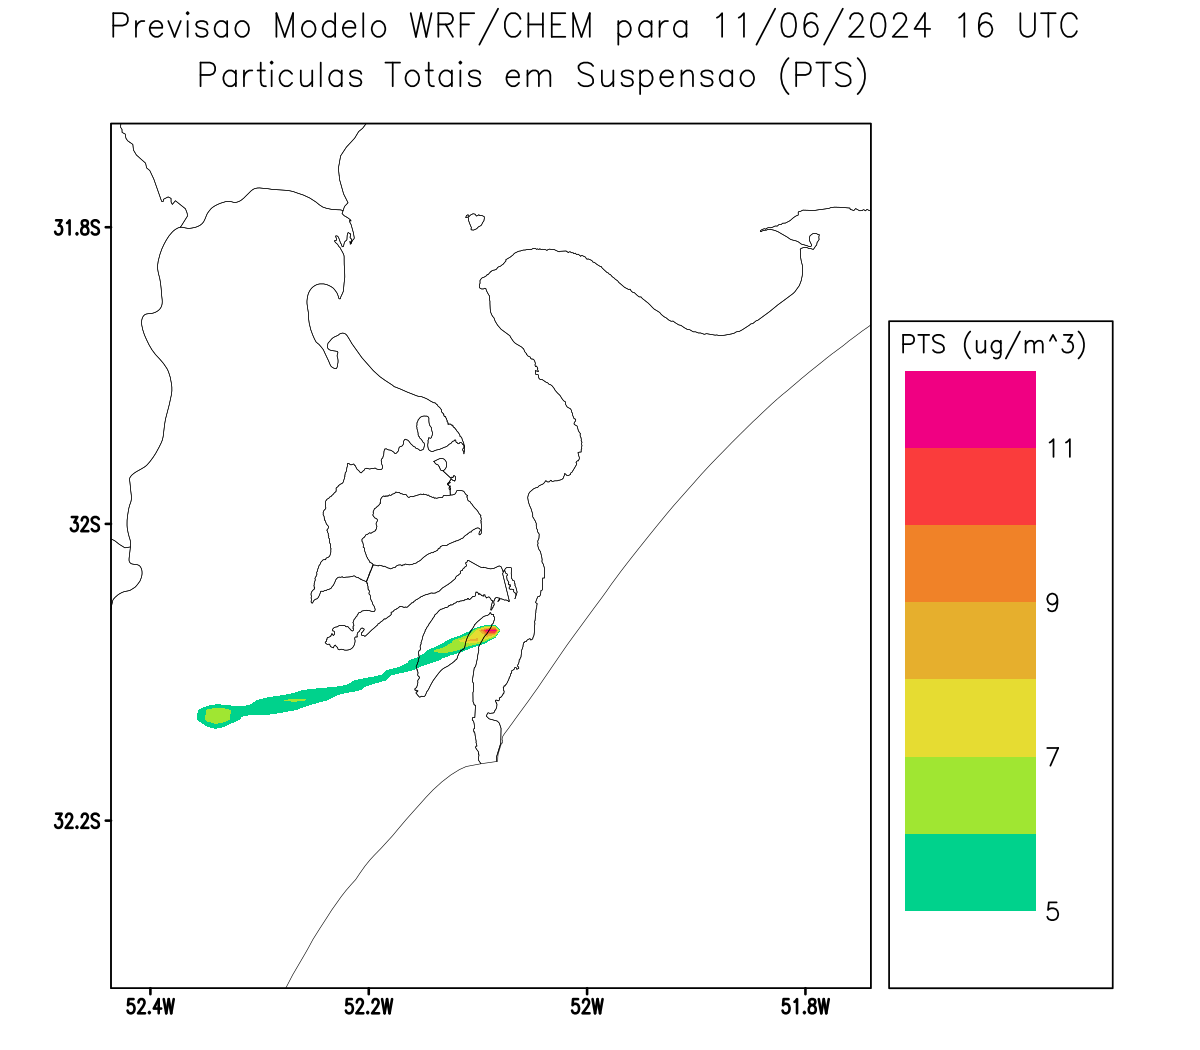 Previsao Modelo WRF/CHEM para 11/06/2024 16 UTC
Particulas Totais em Suspensao (PTS)
31.8S
32S
32.2S
52.4W
52.2W
52W
51.8W
PTS (ug/m^3)
11
9
7
5